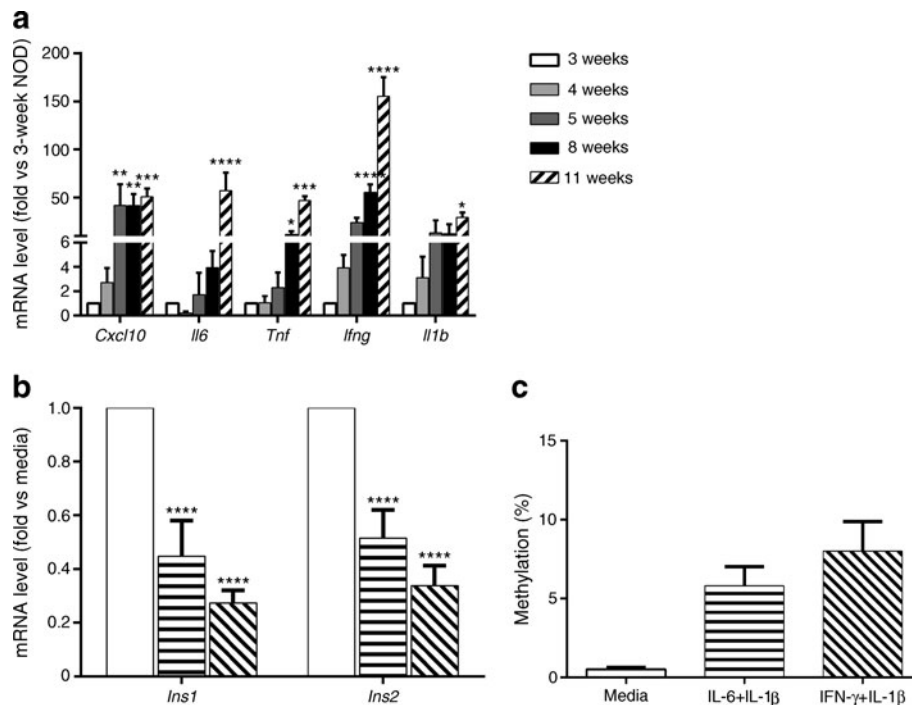 a
mRNA level (fold vs 3-week NOD)
200
150
100
50
6
4
2
0
**
**
***
****
*
***
****
****
*
Cxcl10 Il6 Tnf Ifng Il1b
3 weeks
4 weeks
5 weeks
8 weeks
11 weeks
b
mRNA level (fold vs media)
1.0
0.8
0.6
0.4
0.2
0
****
****
****
****
Ins1 Ins2
c
Methylation (%)
15
10
5
0
Media IL-6+IL-1β IFN-γ+IL-1β